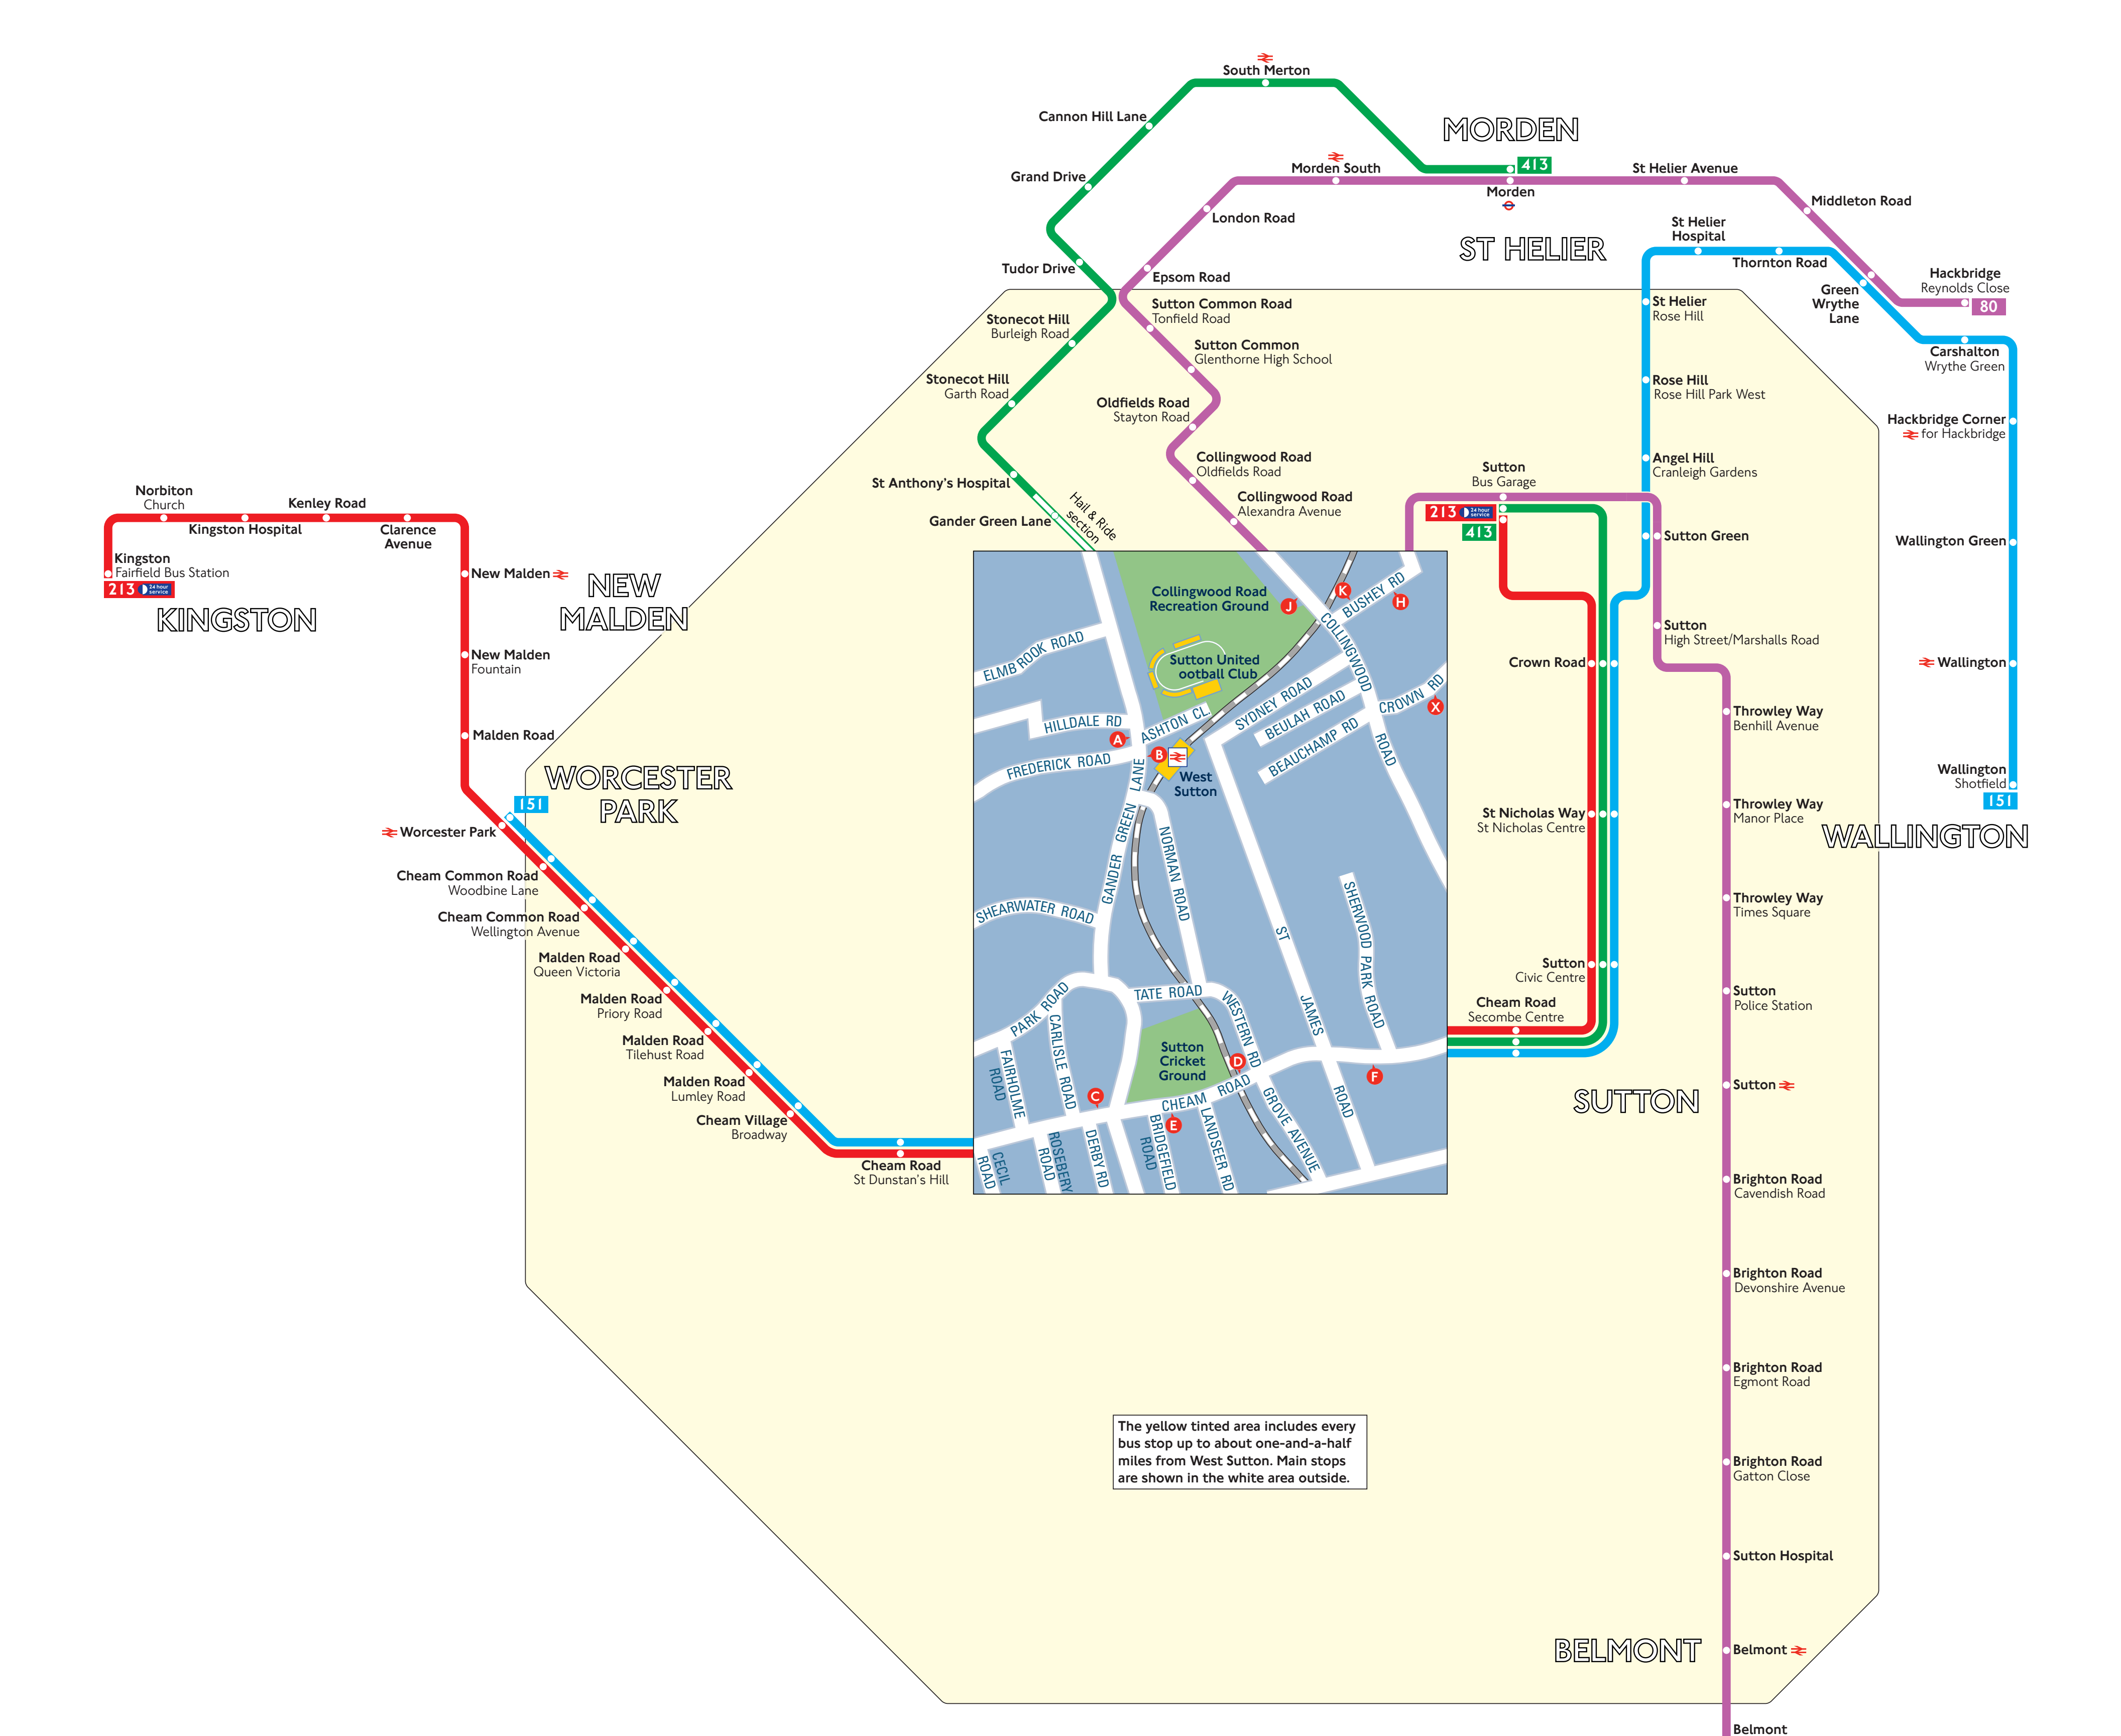 South Merton
Cannon Hill Lane
MORDEN
413
Morden South
St Helier Avenue
Grand Drive
Morden
Middleton Road
London Road
St Helier
Hospital
ST HELIER
Thornton Road
Tudor Drive
Epsom Road
Hackbridge
Reynolds Close
80
Green
Wrythe
Lane
Sutton Common Road
Tonfield Road
St Helier
Rose Hill
Stonecot Hill
Burleigh Road
Sutton Common
Glenthorne High School
Carshalton
Wrythe Green
Stonecot Hill
Garth Road
Rose Hill
Rose Hill Park West
Oldfields Road
Stayton Road
Hackbridge Corner
for Hackbridge
Collingwood Road
Oldfields Road
Angel Hill
Cranleigh Gardens
St Anthony's Hospital
Sutton
Bus Garage
Collingwood Road
Alexandra Avenue
213 24 hour
service
413
Gander Green Lane
Hail & Ride
section
Sutton Green
Wallington Green
Norbiton
Church
Kenley Road
Kingston Hospital
Clarence
Avenue
Kingston
Fairfield Bus Station
213 24 hour
service
KINGSTON
New Malden
NEW
MALDEN
New Malden
Fountain
Malden Road
WORCESTER
PARK
151
Worcester Park
Cheam Common Road
Woodbine Lane
Cheam Common Road
Wellington Avenue
Malden Road
Queen Victoria
Malden Road
Priory Road
Malden Road
Tilehust Road
Malden Road
Lumley Road
Cheam Village
Broadway
Cheam Road
St Dunstan's Hill
Collingwood Road
Recreation Ground
J
K
BUSHEY RD
H
COLLINGWOOD
ROAD
ELMBROOK ROAD
Sutton United
ootball Club
SYDNEY ROAD
BEULAH ROAD
BEAUCHAMP RD
CROWN RD
X
HILLDALE RD
ASHTON CL.
A
B
FREDERICK ROAD
West
Sutton
GANDER GREEN LANE
NORMAN ROAD
SHEARWATER ROAD
SHERWOOD PARK ROAD
ST JAMES ROAD
TATE ROAD
WESTERN RD
PARK ROAD
CARLISLE ROAD
FAIRHOLME
ROAD
Sutton
Cricket
Ground
D
F
C
E
CHEAM ROAD
GROVE AVENUE
LANDSEER RD
BRIDGEFIELD
ROAD
DERBY RD
ROSEBERY
ROAD
CECIL
ROAD
Sutton
High Street/Marshalls Road
Crown Road
Wallington
Throwley Way
Benhill Avenue
Wallington
Shotfield
151
WALLINGTON
St Nicholas Way
St Nicholas Centre
Throwley Way
Manor Place
Throwley Way
Times Square
Sutton
Civic Centre
Cheam Road
Secombe Centre
Sutton
Police Station
SUTTON
Sutton
Brighton Road
Cavendish Road
Brighton Road
Devonshire Avenue
Brighton Road
Egmont Road
Brighton Road
Gatton Close
The yellow tinted area includes every
bus stop up to about one-and-a-half
miles from West Sutton. Main stops
are shown in the white area outside.
Sutton Hospital
BELMONT
Belmont
Belmont